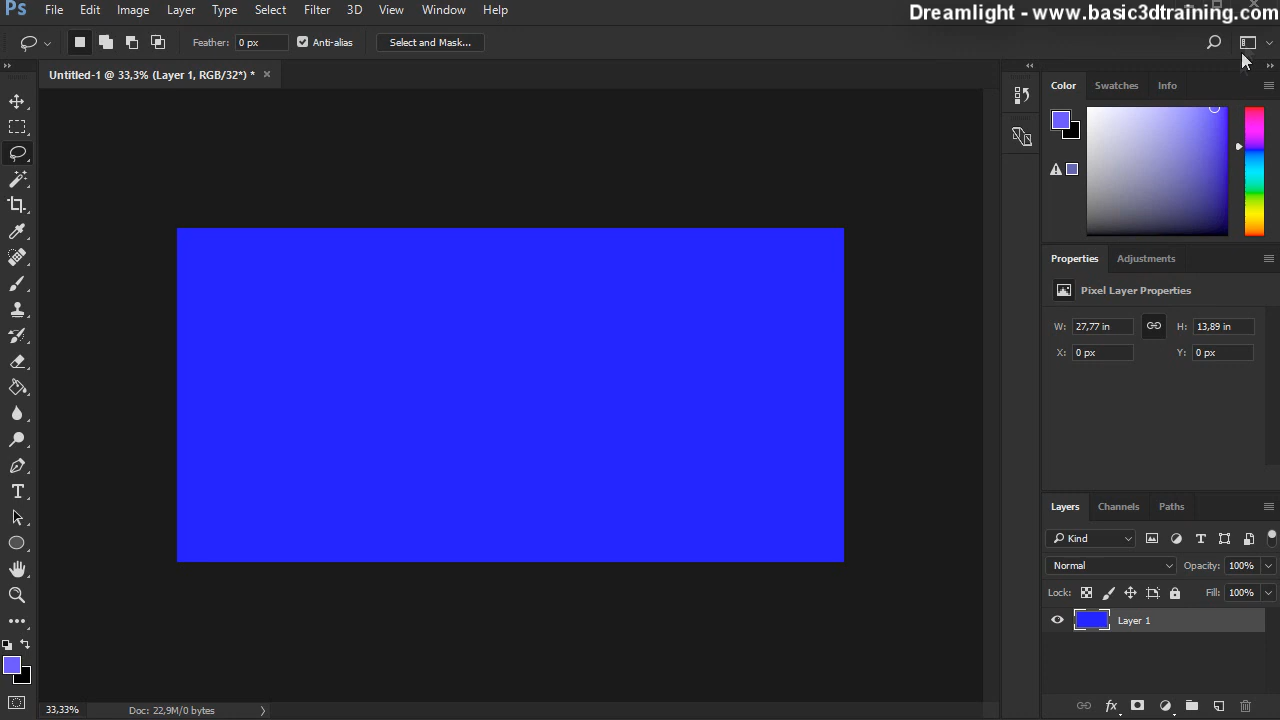 Ps File Edit Image Layer Type Select Filter 3D View Window Help
Dreamlight - www.basic3dtraining.com
Feather: 0 px Anti-alias Select and Mask...
Untitled-1 @ 33,3% (Layer 1, RGB/32*) * ×
Color Swatches Info
Properties Adjustments
Pixel Layer Properties
W: 27,77 in H: 13,89 in
X: 0 px Y: 0 px
Layers Channels Paths
Kind
Normal Opacity: 100%
Lock: Fill: 100%
Layer 1
33,33% Doc: 22,9M/0 bytes
fx